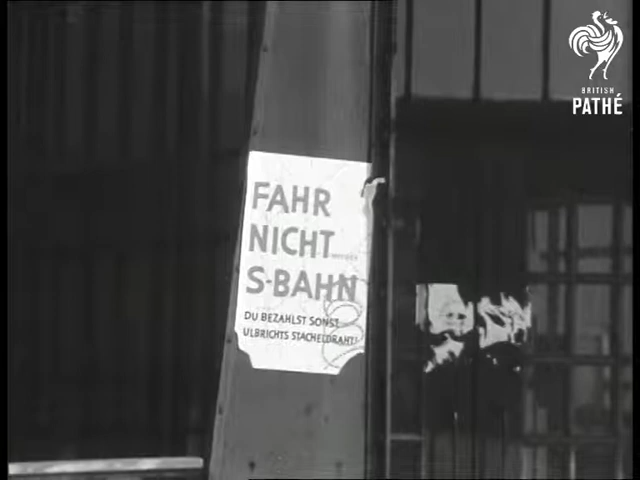 BRITISH
PATHÉ
FAHR
NICHT
S-BAHN
DU BEZAHLST SONST
ULBRICHTS STACHELDRAHT!